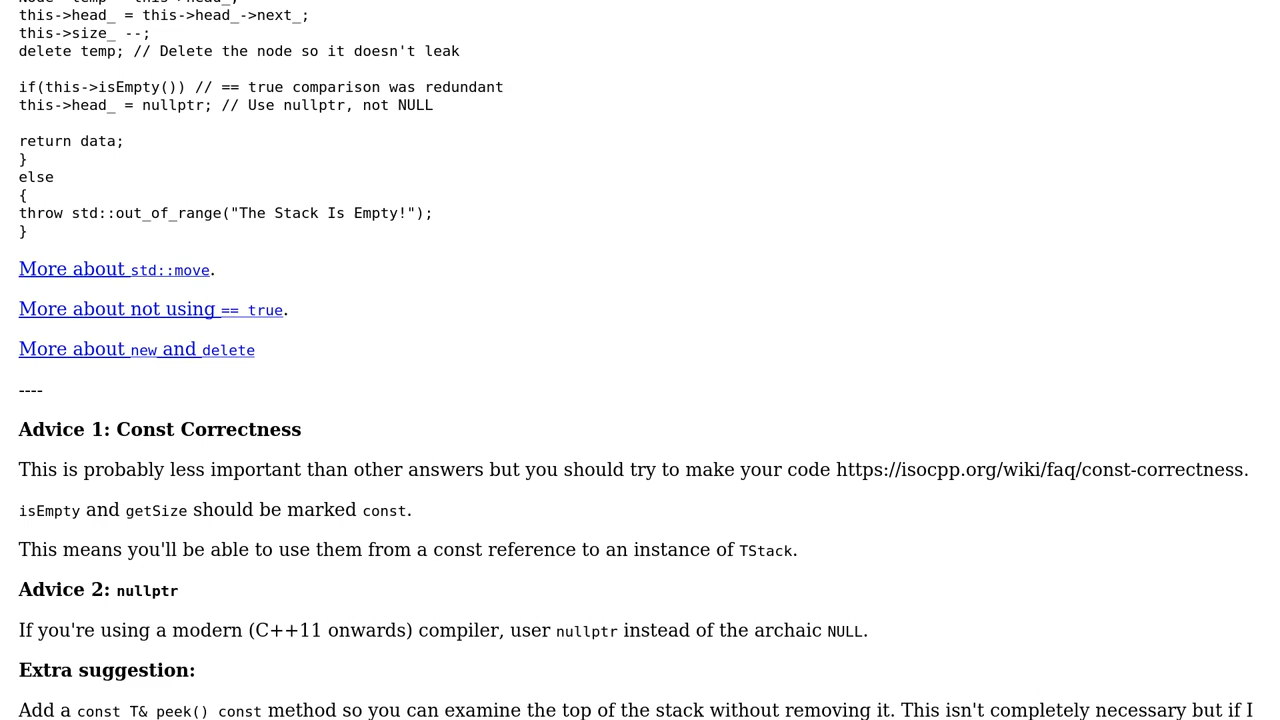 this->head_ = this->head_->next_;
this->size_ --;
delete temp; // Delete the node so it doesn't leak
if(this->isEmpty()) // == true comparison was redundant
this->head_ = nullptr; // Use nullptr, not NULL
return data;
}
else
{
throw std::out_of_range("The Stack Is Empty!");
}
More about std::move.
More about not using == true.
More about new and delete
----
Advice 1: Const Correctness
This is probably less important than other answers but you should try to make your code https://isocpp.org/wiki/faq/const-correctness.
isEmpty and getSize should be marked const.
This means you'll be able to use them from a const reference to an instance of TStack.
Advice 2: nullptr
If you're using a modern (C++11 onwards) compiler, user nullptr instead of the archaic NULL.
Extra suggestion:
Add a const T& peek() const method so you can examine the top of the stack without removing it. This isn't completely necessary but if I